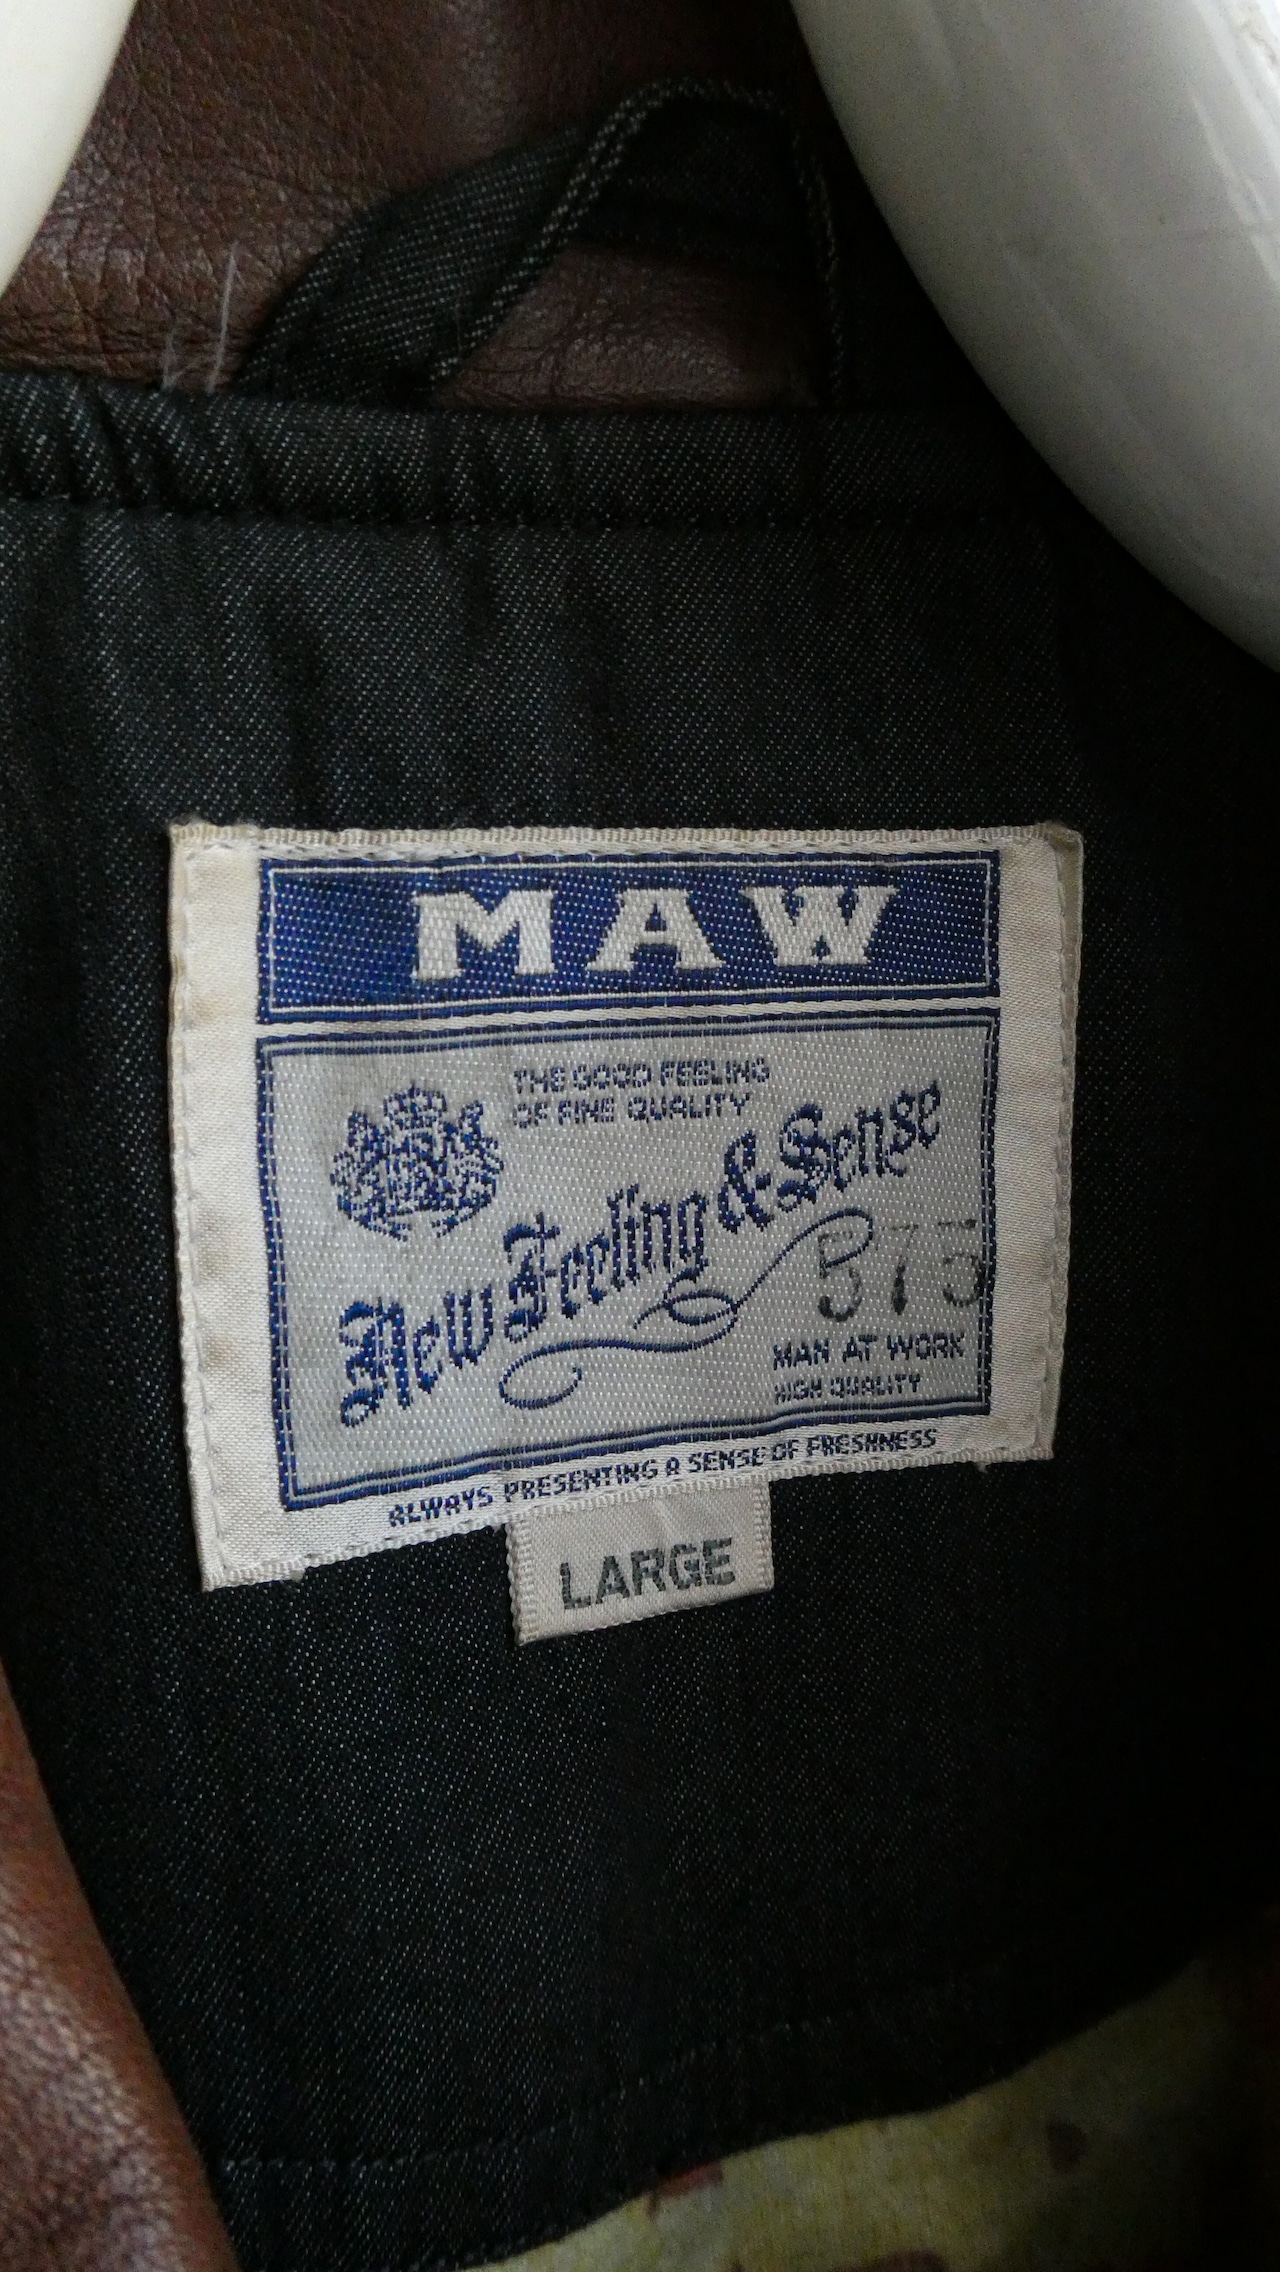 MAW
THE GOOD FEELING
OF FINE QUALITY
New Feeling & Sense
575
MAN AT WORK
HIGH QUALITY
ALWAYS PRESENTING A SENSE OF FRESHNESS
LARGE